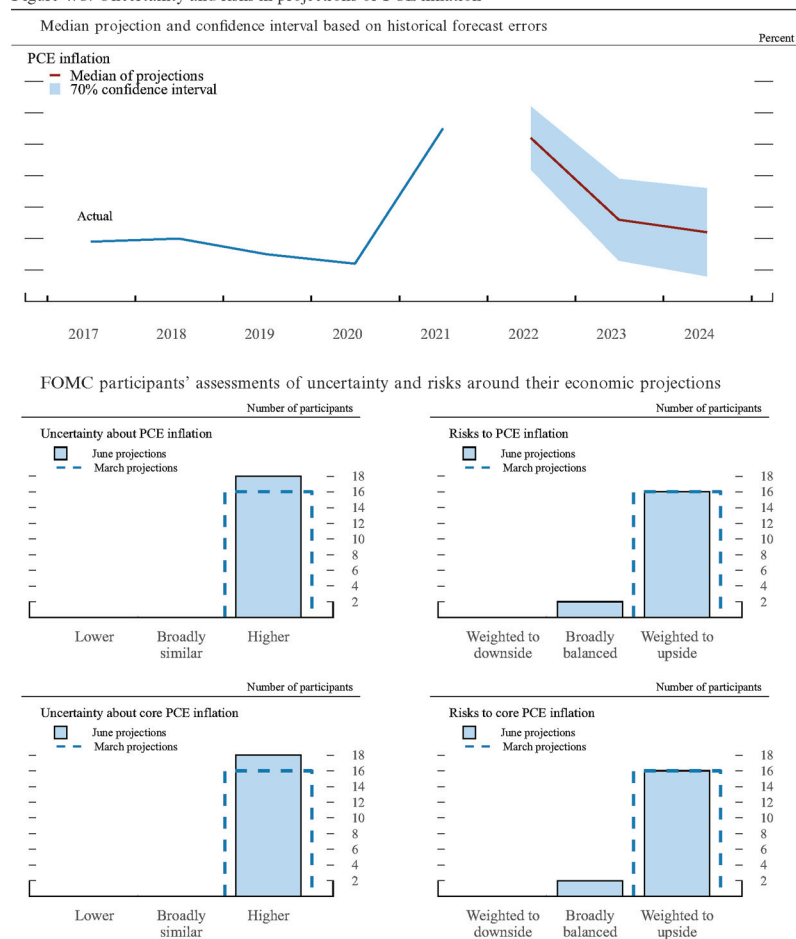 Median projection and confidence interval based on historical forecast errors
Percent
PCE inflation
Median of projections
70% confidence interval
Actual
2017 2018 2019 2020 2021 2022 2023 2024
FOMC participants’ assessments of uncertainty and risks around their economic projections
Number of participants
Uncertainty about PCE inflation
June projections
March projections
18
16
14
12
10
8
6
4
2
Lower Broadly similar Higher
Number of participants
Risks to PCE inflation
June projections
March projections
18
16
14
12
10
8
6
4
2
Weighted to downside Broadly balanced Weighted to upside
Number of participants
Uncertainty about core PCE inflation
June projections
March projections
18
16
14
12
10
8
6
4
2
Lower Broadly similar Higher
Number of participants
Risks to core PCE inflation
June projections
March projections
18
16
14
12
10
8
6
4
2
Weighted to downside Broadly balanced Weighted to upside